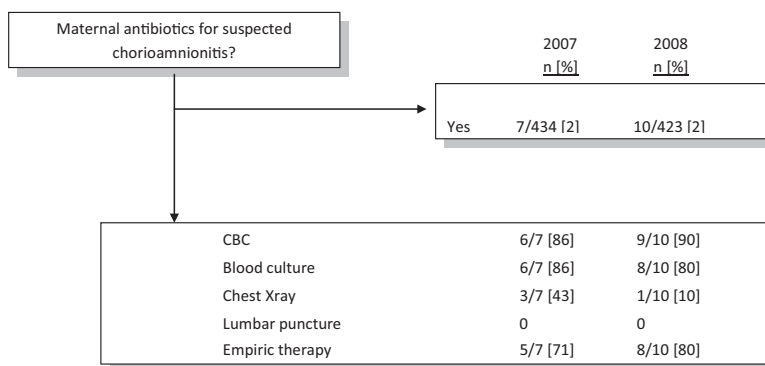 Maternal antibiotics for suspected
chorioamnionitis?
2007 2008
n [%] n [%]
Yes 7/434 [2] 10/423 [2]
CBC 6/7 [86] 9/10 [90]
Blood culture 6/7 [86] 8/10 [80]
Chest Xray 3/7 [43] 1/10 [10]
Lumbar puncture 0 0
Empiric therapy 5/7 [71] 8/10 [80]